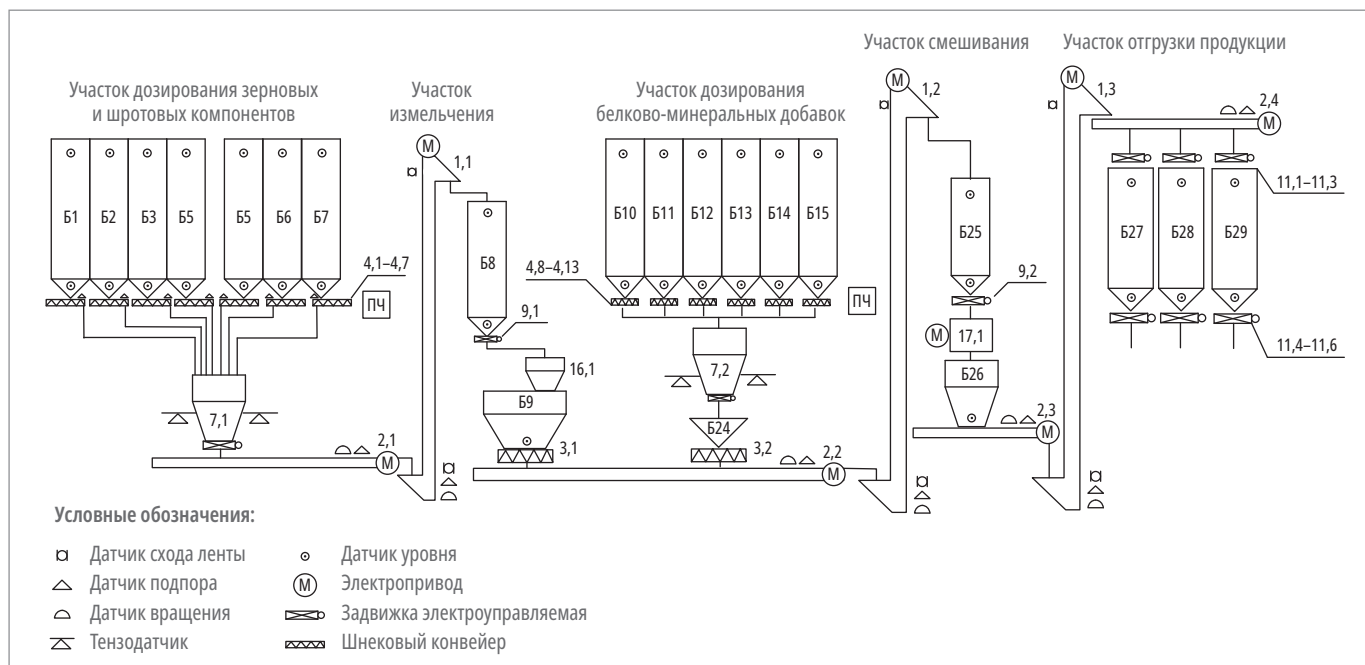 Участок смешивания
Участок отгрузки продукции
Участок дозирования зерновых
и шротовых компонентов
Участок
измельчения
Участок дозирования
белково-минеральных добавок
М
1,1
М
1,2
М
1,3
2,4
М
Б1
Б2
Б3
Б5
Б5
Б6
Б7
4,1–4,7
ПЧ
Б8
9,1
16,1
Б9
3,1
Б10
Б11
Б12
Б13
Б14
Б15
4,8–4,13
ПЧ
7,2
Б24
3,2
Б25
9,2
М
17,1
Б26
2,3
М
11,1–11,3
Б27
Б28
Б29
11,4–11,6
7,1
2,1
М
2,2
М
Условные обозначения:
Датчик схода ленты
Датчик подпора
Датчик вращения
Тензодатчик
Датчик уровня
М
Электропривод
Задвижка электроуправляемая
Шнековый конвейер